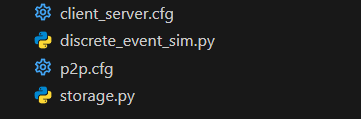 client_server.cfg
discrete_event_sim.py
p2p.cfg
storage.py